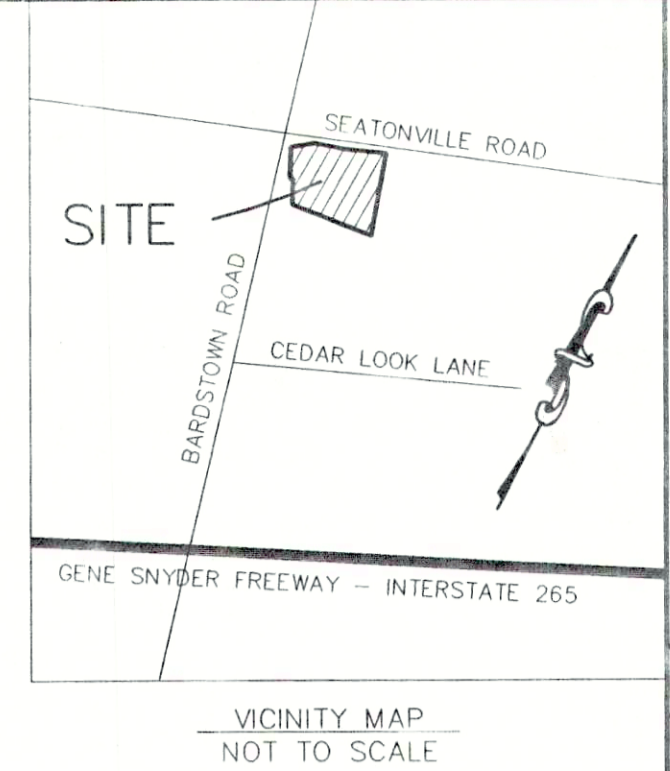 SEATONVILLE ROAD
SITE
BARDSTOWN ROAD
CEDAR LOOK LANE
GENE SNYDER FREEWAY – INTERSTATE 265
VICINITY MAP
NOT TO SCALE